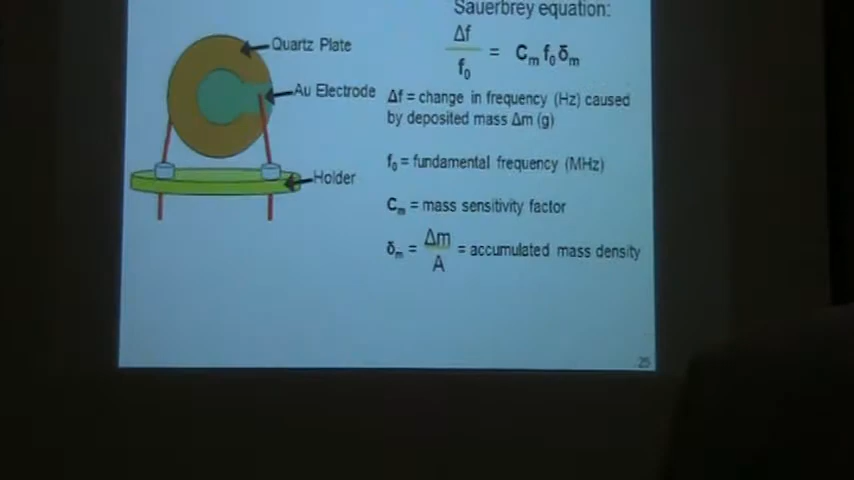 Sauerbrey equation:
Δf
f₀
= Cₘ f₀ δₘ
Quartz Plate
Au Electrode
Holder
Δf = change in frequency (Hz) caused
by deposited mass Δm (g)
f₀ = fundamental frequency (MHz)
Cₘ = mass sensitivity factor
δₘ = Δm
A
= accumulated mass density
25